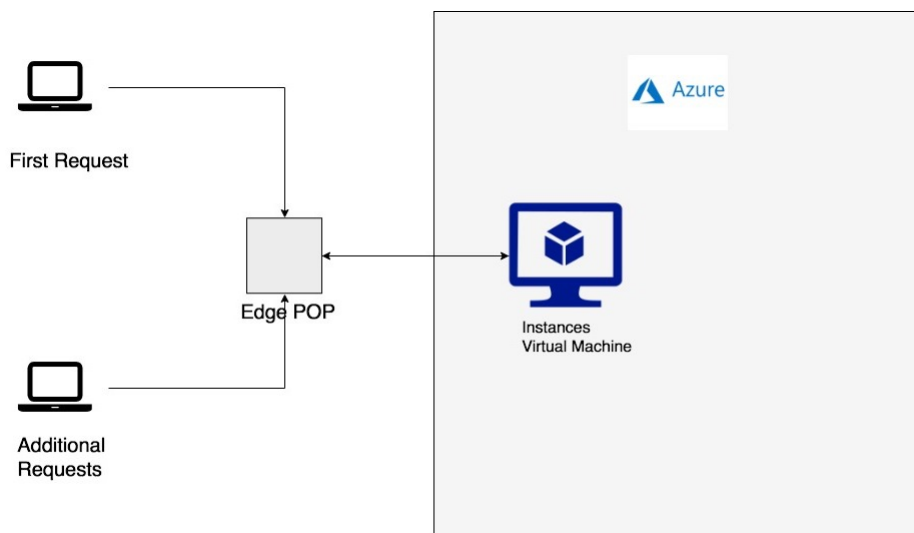 Azure
First Request
Edge POP
Instances
Virtual Machine
Additional
Requests